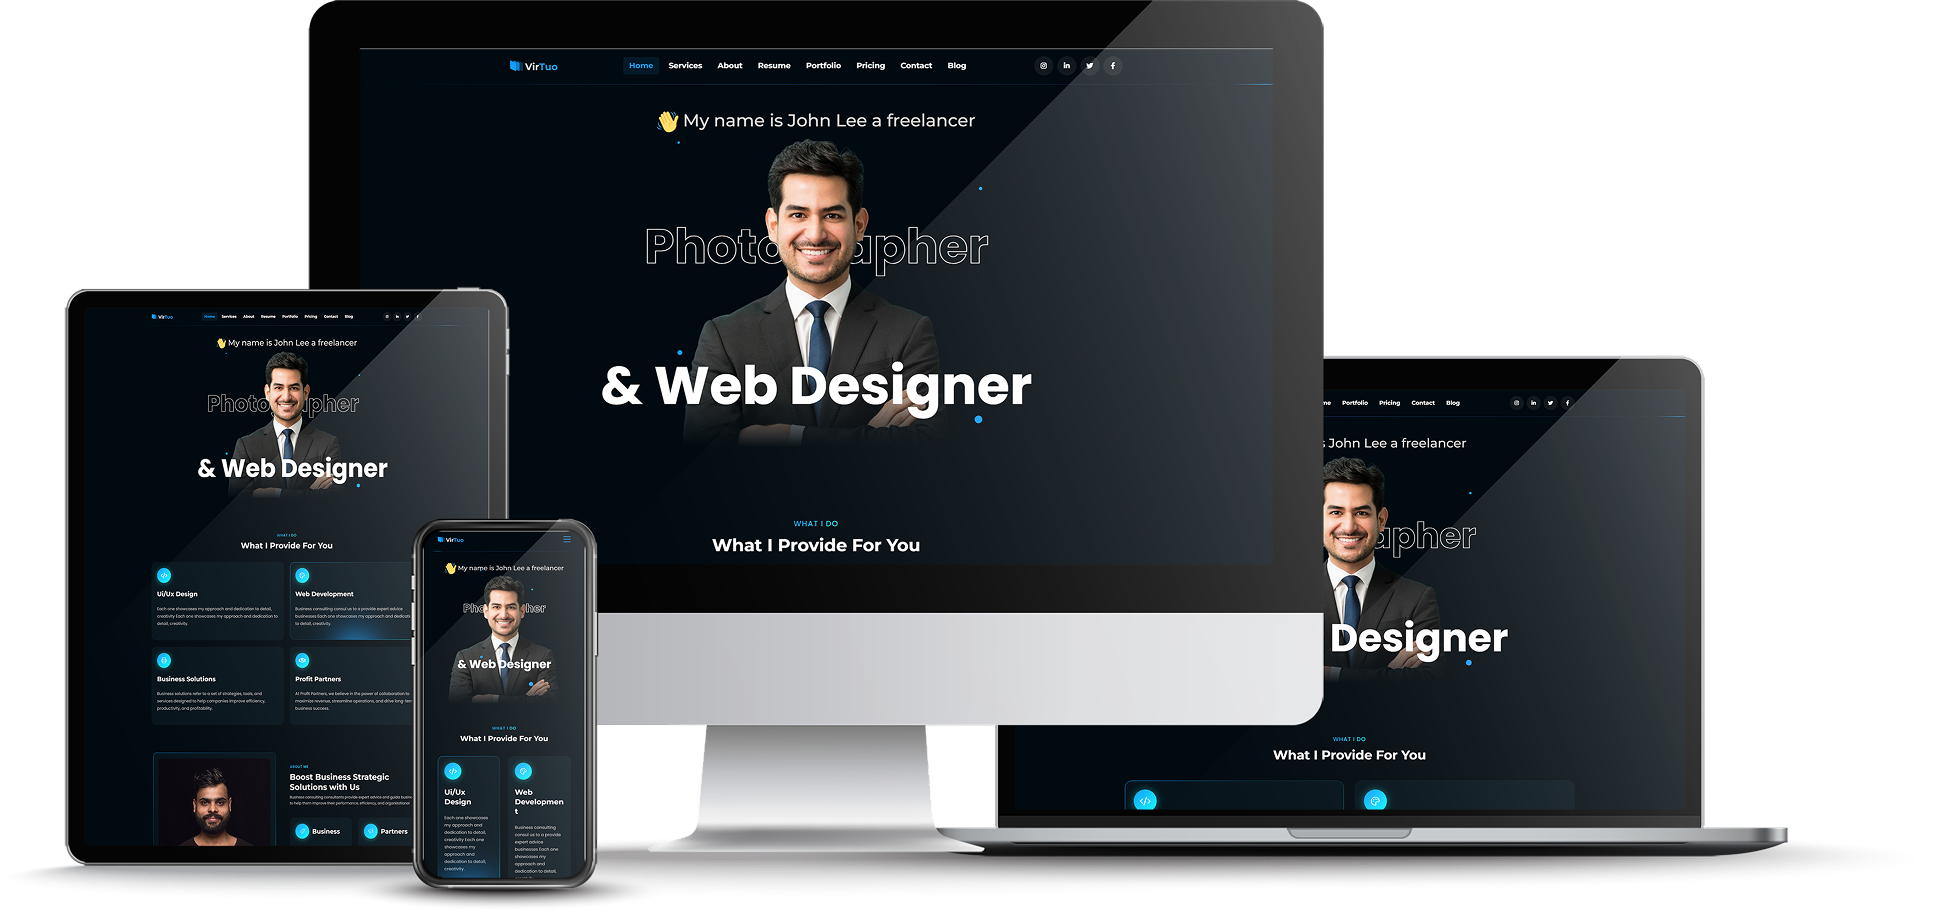 VirTuo
Home Services About Resume Portfolio Pricing Contact Blog
My name is John Lee a freelancer
Photo apher
& Web Designer
WHAT I DO
What I Provide For You
VirTuo
Home Services About Resume Portfolio Pricing Contact Blog
My name is John Lee a freelancer
Photo pher
& Web Designer
WHAT I DO
What I Provide For You
Ui/Ux Design
Each one showcases my approach and dedication to detail,
creativity Each one showcases my approach and dedication to
detail, creativity.
Web Development
Business consulting consul us to a provide expert advice
businesses Each one showcases my approach and dedicati
to detail, creativity.
Business Solutions
Business solutions refer to a set of strategies, tools, and
services designed to help companies improve efficiency,
productivity, and profitability.
Profit Partners
At Profit Partners, we believe in the power of collaboration to
maximize revenue, streamline operations, and drive long-ter
business success.
ABOUT ME
Boost Business Strategic
Solutions with Us
Business consulting consultants provide expert advice and guida busin
to help them improve their performance, efficiency, and organizational
Business
Partners
VirTuo
My name is John Lee a freelancer
Pho her
& Web Designer
WHAT I DO
What I Provide For You
Ui/Ux
Design
Each one showcases
my approach and
dedication to detail,
creativity Each one
showcases my
approach and
dedication to detail,
creativity.
Web
Developmen
t
Business consulting
consul us to a provide
expert advice
businesses Each one
showcases my
approach and
dedication to detail,
me Portfolio Pricing Contact Blog
s John Lee a freelancer
apher
Designer
WHAT I DO
What I Provide For You